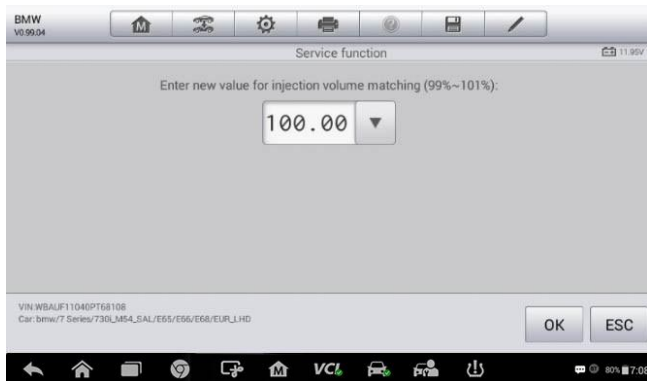 BMW
V0.99.04
Service function
11.95V
Enter new value for injection volume matching (99%~101%):
100.00
VIN:WBAUF11040PT68108
Car: bmw/7 Series/730i_M54_SAL/E65/E66/E68/EUR_LHD
OK
ESC
VCI
80% 7:08